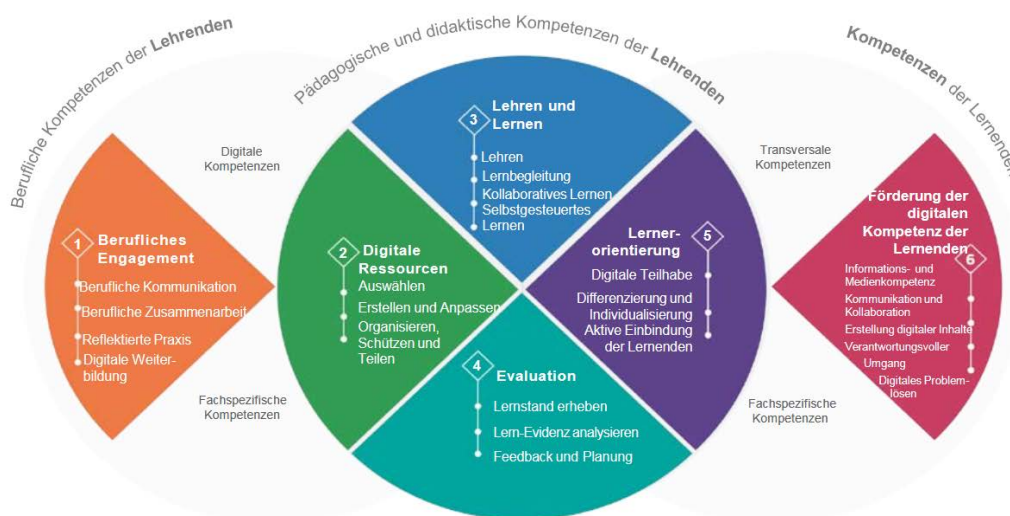 Berufliche Kompetenzen der Lehrenden
Pädagogische und didaktische Kompetenzen der Lehrenden
Kompetenzen der Lernenden
Digitale
Kompetenzen
Fachspezifische
Kompetenzen
Transversale
Kompetenzen
Fachspezifische
Kompetenzen
1
Berufliches
Engagement
Berufliche Kommunikation
Berufliche Zusammenarbeit
Reflektierte Praxis
Digitale Weiter-
bildung
2
Digitale
Ressourcen
Auswählen
Erstellen und Anpassen
Organisieren,
Schützen und
Teilen
3
Lehren und
Lernen
Lehren
Lernbegleitung
Kollaboratives Lernen
Selbstgesteuertes
Lernen
4
Evaluation
Lernstand erheben
Lern-Evidenz analysieren
Feedback und Planung
Lerner-
orientierung
5
Digitale Teilhabe
Differenzierung und
Individualisierung
Aktive Einbindung
der Lernenden
Förderung der
digitalen
Kompetenz der
Lernenden
6
Informations- und
Medienkompetenz
Kommunikation und
Kollaboration
Erstellung digitaler Inhalte
Verantwortungsvoller
Umgang
Digitales Problem-
lösen